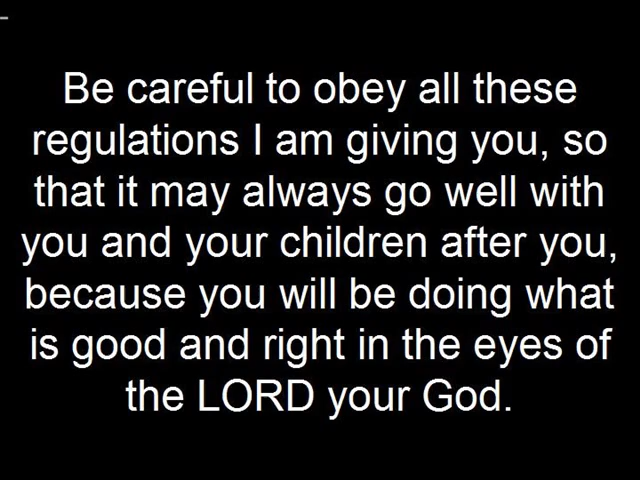 Be careful to obey all these
regulations I am giving you, so
that it may always go well with
you and your children after you,
because you will be doing what
is good and right in the eyes of
the LORD your God.